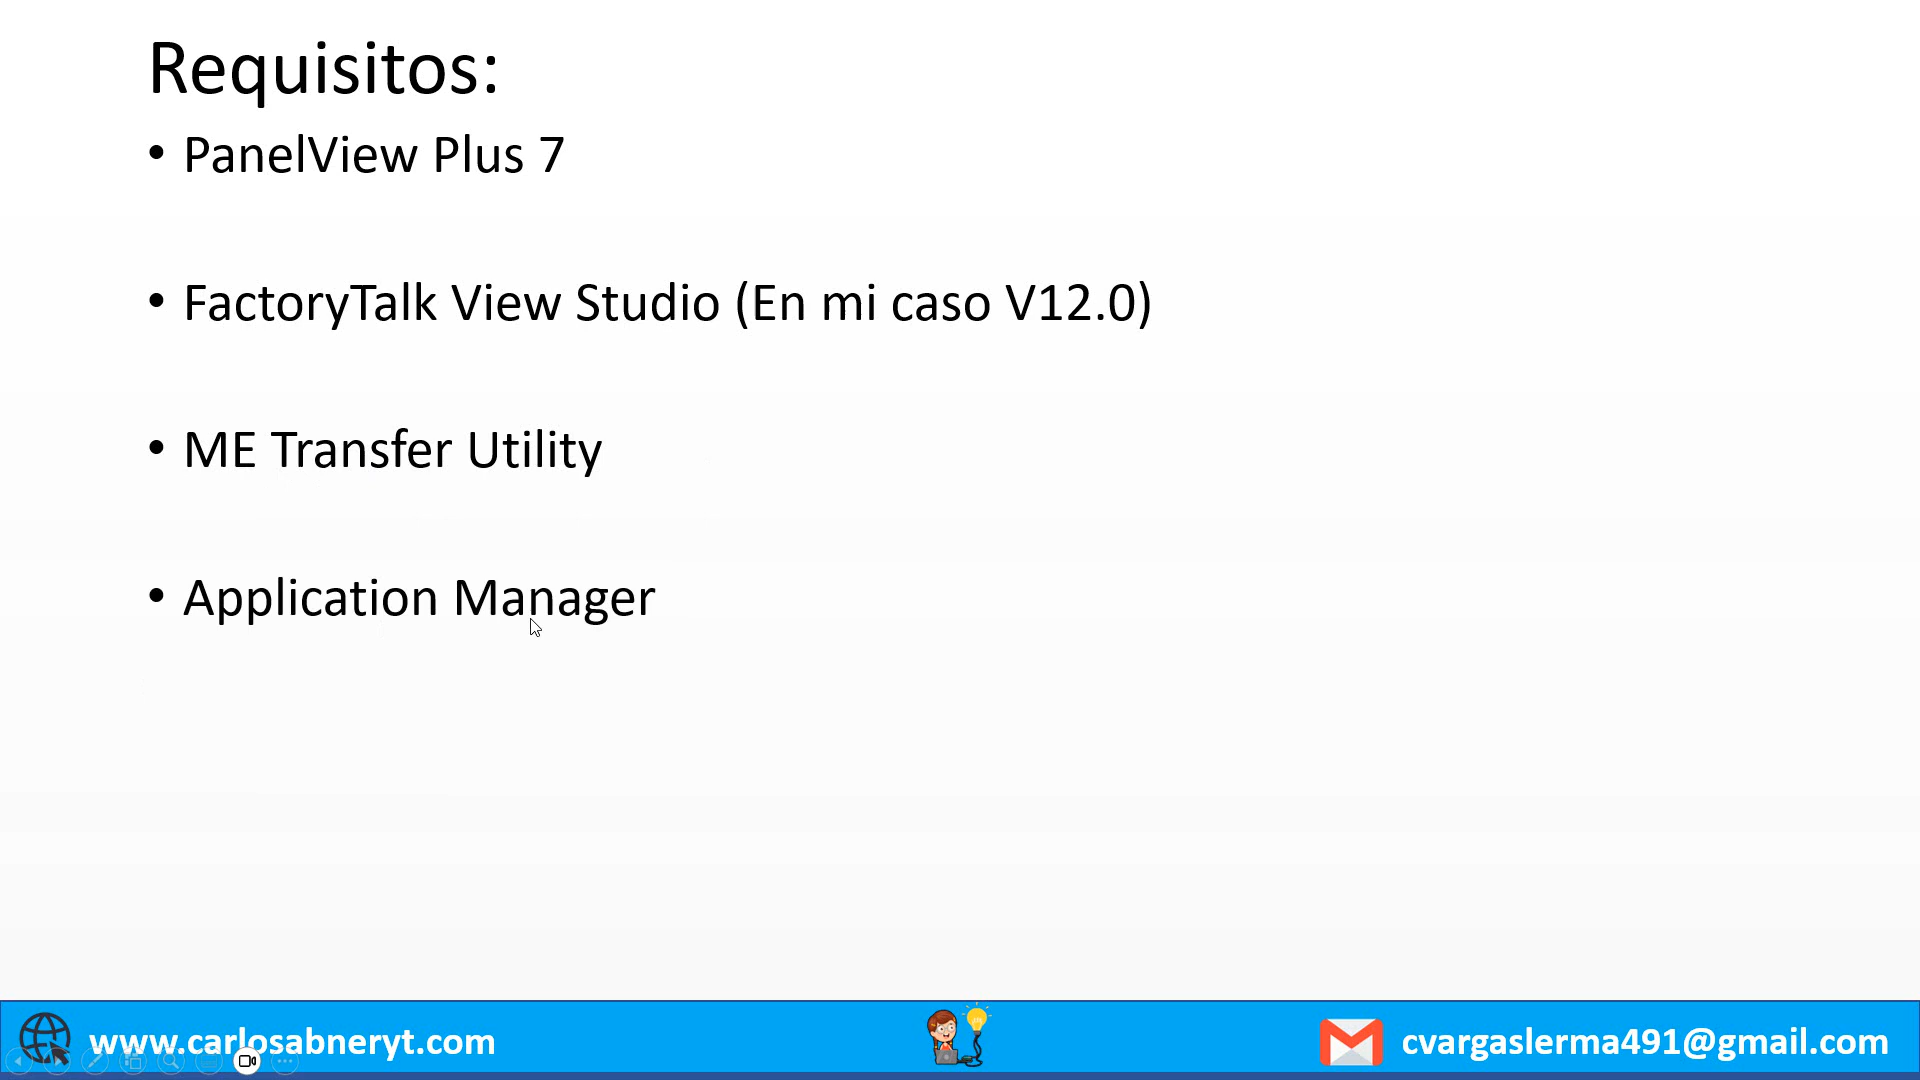 Requisitos:
• PanelView Plus 7
• FactoryTalk View Studio (En mi caso V12.0)
• ME Transfer Utility
• Application Manager
www.carlosabneryt.com
cvargaslerma491@gmail.com